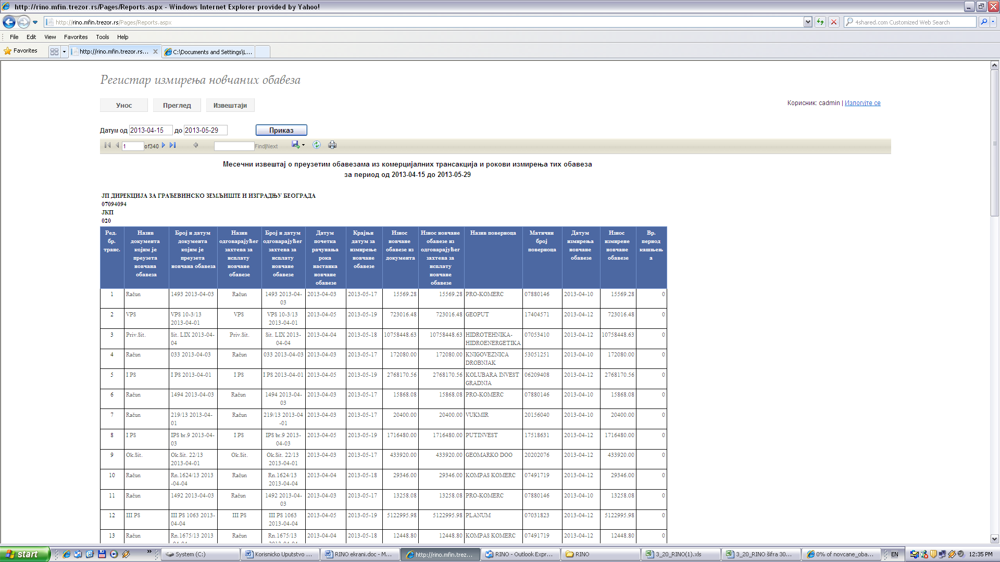 http://rino.mfin.trezor.rs/Pages/Reports.aspx - Windows Internet Explorer provided by Yahoo!
http://rino.mfin.trezor.rs/Pages/Reports.aspx
4shared.com Customized Web Search
File Edit View Favorites Tools Help
Favorites
http://rino.mfin.trezor.rs...
C:\Documents and Settings\L...
Регистар измирења новчаних обавеза
Унос Преглед Извештаји
Корисник: cadmin | Излогујте се
Датум од 2013-04-15 до 2013-05-29 Приказ
1 of 340 Find|Next
Месечни извештај о преузетим обавезама из комерцијалних трансакција и рокови измирења тих обавеза
за период од 2013-04-15 до 2013-05-29
ЈП ДИРЕКЦИЈА ЗА ГРАЂЕВИНСКО ЗЕМЉИШТЕ И ИЗГРАДЊУ БЕОГРАДА
07094094
ЈКП
020
Ред. бр. транс. Назив документа којим је преузета новчана обавеза Број и датум документа којим је преузета новчана обавеза Назив одговарајућег захтева за исплату новчане обавезе Број и датум одговарајућег захтева за исплату новчане обавезе Датум почетка рачунања рока настанка новчане обавезе Крајњи датум за измирење новчане обавезе Износ новчане обавезе из документа Износ новчане обавезе из одговарајућег захтева за исплату новчане обавезе Назив повериоца Матични број повериоца Датум измирења новчане обавезе Износ измирене новчане обавезе Вр. период кашњења
1 Račun 1493 2013-04-03 Račun 1493 2013-04-03 2013-04-03 2013-05-17 15569.28 15569.28 PRO-KOMERC 07880146 2013-04-10 15569.28 0
2 VPS VPS 10-3/13 2013-04-01 VPS VPS 10-3/13 2013-04-01 2013-04-05 2013-05-19 723016.48 723016.48 GEOPUT 17404571 2013-04-12 723016.48 0
3 Priv.Sit. Sit. LIX 2013-04-04 Priv.Sit. Sit. LIX 2013-04-04 2013-04-04 2013-05-18 10758448.63 10758448.63 HIDROTEHNIKA-HIDROENERGETIKA 07053410 2013-04-12 10758448.63 0
4 Račun 033 2013-04-03 Račun 033 2013-04-03 2013-04-03 2013-05-17 172080.00 172080.00 KNIGOVEZNICA DROBNJAK 53051251 2013-04-10 172080.00 0
5 I PS I PS 2013-04-01 I PS I PS 2013-04-01 2013-04-05 2013-05-19 2768170.56 2768170.56 KOLUBARA INVEST GRADNJA 06209408 2013-04-12 2768170.56 0
6 Račun 1494 2013-04-03 Račun 1494 2013-04-03 2013-04-03 2013-05-17 15868.08 15868.08 PRO-KOMERC 07880146 2013-04-10 15868.08 0
7 Račun 219/13 2013-04-01 Račun 219/13 2013-04-01 2013-04-03 2013-05-17 20400.00 20400.00 VUKMIR 20156040 2013-04-10 20400.00 0
8 I PS IPS br.9 2013-04-03 I PS IPS br.9 2013-04-03 2013-04-05 2013-05-19 1716480.00 1716480.00 PUTINVEST 17518631 2013-04-12 1716480.00 0
9 Ok.Sit. Ok.Sit. 22/13 2013-04-01 Ok.Sit. Ok.Sit. 22/13 2013-04-01 2013-04-03 2013-05-17 433920.00 433920.00 GEOMARKO DOO 20202076 2013-04-12 433920.00 0
10 Račun Rn.1624/13 2013-04-04 Račun Rn.1624/13 2013-04-04 2013-04-04 2013-05-18 29346.00 29346.00 KOMPAS KOMERC 07491719 2013-04-12 29346.00 0
11 Račun 1492 2013-04-03 Račun 1492 2013-04-03 2013-04-03 2013-05-17 13258.08 13258.08 PRO-KOMERC 07880146 2013-04-10 13258.08 0
12 III PS III PS 1063 2013-04-04 III PS III PS 1063 2013-04-04 2013-04-05 2013-05-19 5122995.98 5122995.98 PLANUM 07031823 2013-04-12 5122995.98 0
13 Račun Rn.1675/13 2013 Račun Rn.1675/13 2013-04-04 2013-05-18 12448.80 12448.80 KOMPAS KOMERC 07491719 2013-04-12 12448.80 0
start System (C:) Korisnicko Uputstvo ... RINO ekrani.doc - M... http://rino.mfin.trez... RINO - Outlook Expr... RINO 3_20_RINO(1).xls 3_20_RINO šifra 30... 0% of novcane_oba... EN 12:35 PM